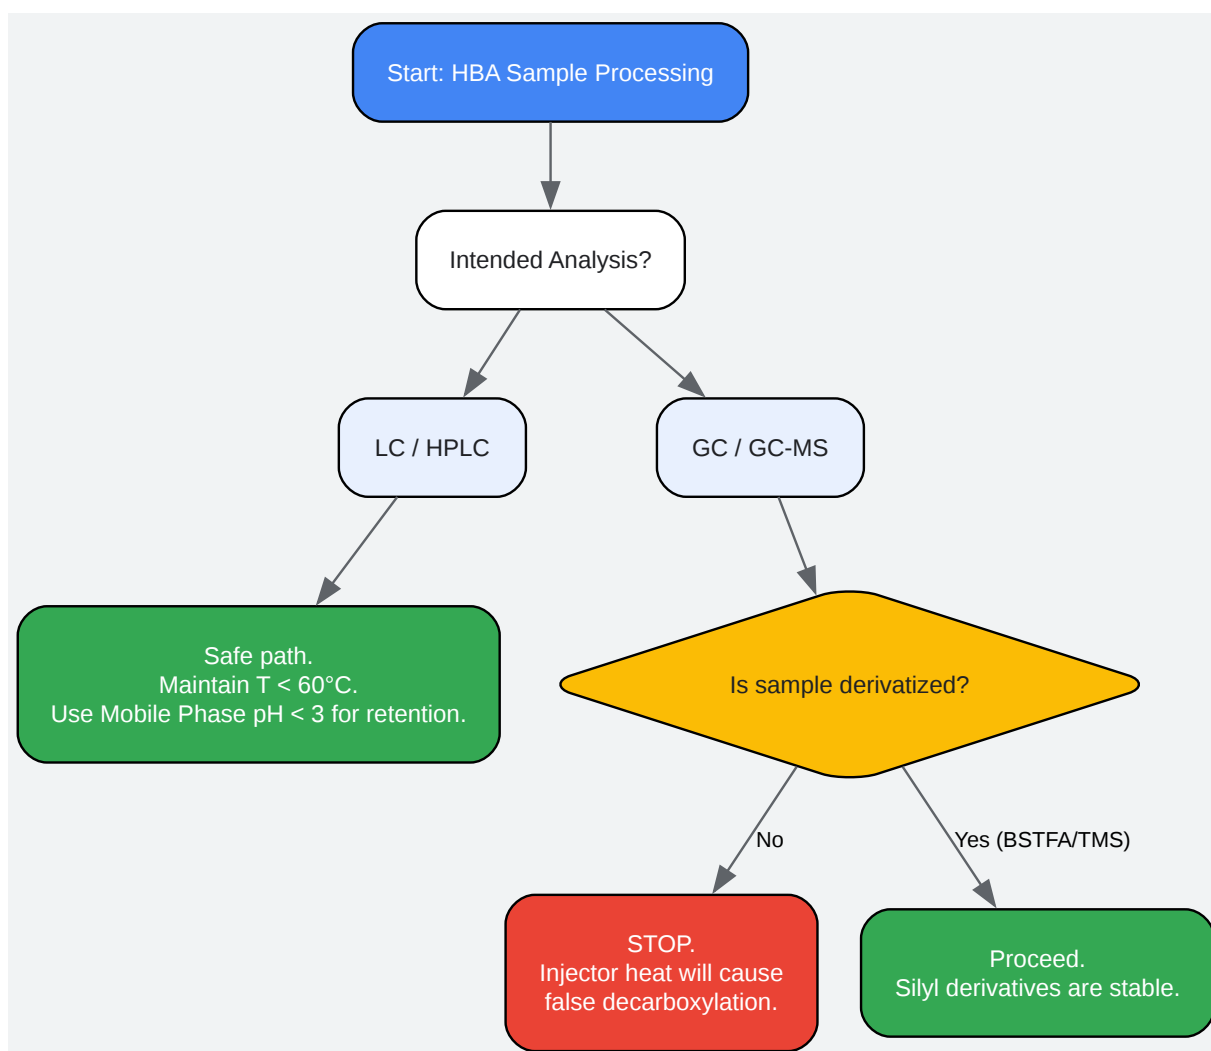 Start: HBA Sample Processing
Intended Analysis?
LC / HPLC
GC / GC-MS
Safe path.
Maintain T < 60°C.
Use Mobile Phase pH < 3 for retention.
Is sample derivatized?
No
Yes (BSTFA/TMS)
STOP.
Injector heat will cause
false decarboxylation.
Proceed.
Silyl derivatives are stable.